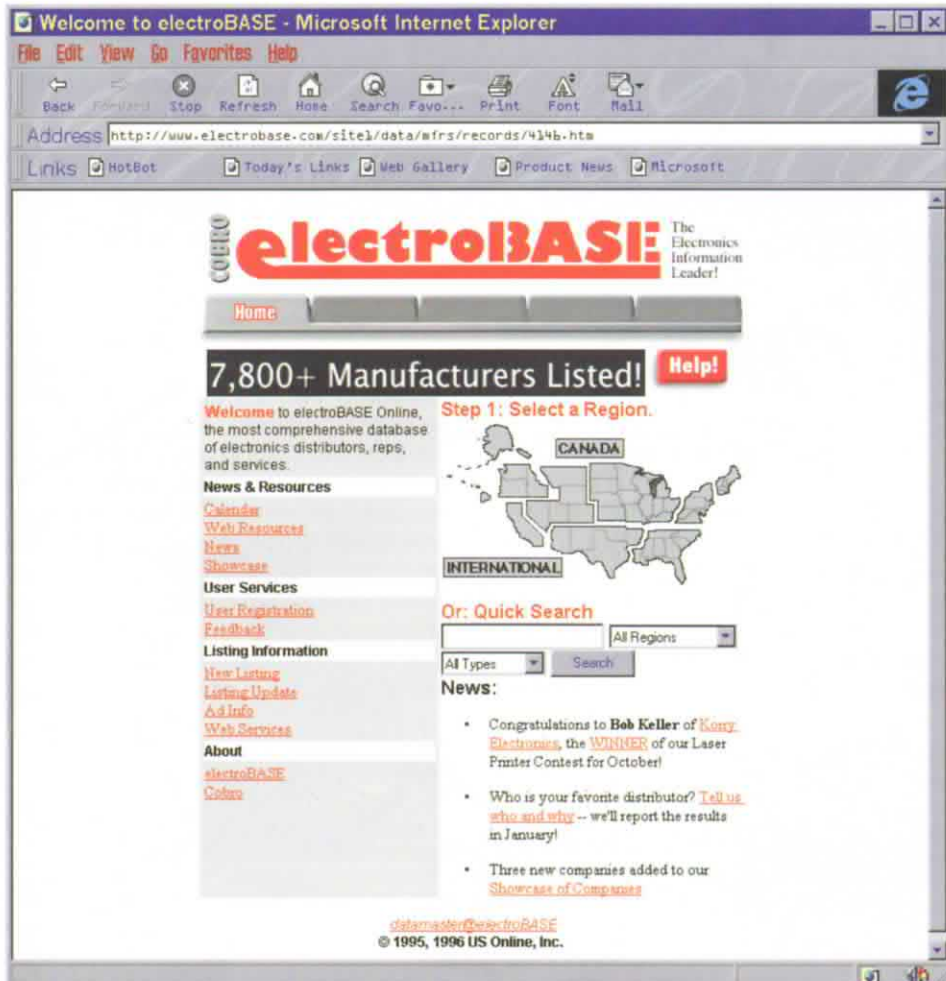 Welcome to electroBASE - Microsoft Internet Explorer
File Edit View Go Favorites Help
Back Forward Stop Refresh Home Search Favo... Print Font Mail
Address http://www.electrobase.com/site1/data/mfrs/records/4146.htm
Links HotBot Today's Links Web Gallery Product News Microsoft
COBRO electroBASE The
Electronics
Information
Leader!
Home
7,800+ Manufacturers Listed! Help!
Welcome to electroBASE Online,
the most comprehensive database
of electronics distributors, reps,
and services.
News & Resources
Calendar
Web Resources
News
Showcase
User Services
User Registration
Feedback
Listing Information
New Listing
Listing Update
Ad Info
Web Services
About
electroBASE
Cobro
Step 1: Select a Region.
CANADA
INTERNATIONAL
Or: Quick Search
All Regions
All Types Search
News:
• Congratulations to Bob Keller of Korry
Electronics, the WINNER of our Laser
Printer Contest for October!
• Who is your favorite distributor? Tell us
who and why -- we'll report the results
in January!
• Three new companies added to our
Showcase of Companies
datamaster@electroBASE
© 1995, 1996 US Online, Inc.